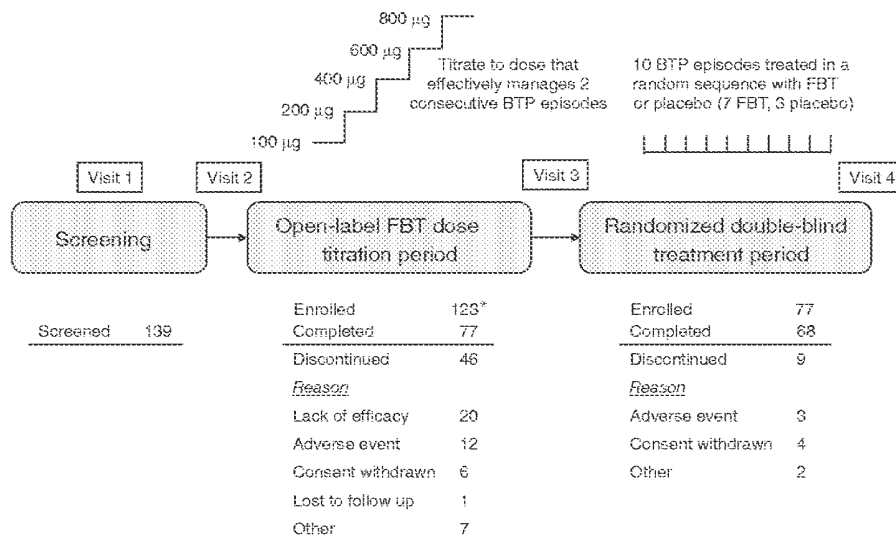 800 µg
600 µg
400 µg
200 µg
100 µg
Titrate to dose that
effectively manages 2
consecutive BTP episodes
10 BTP episodes treated in a
random sequence with FBT
or placebo (7 FBT, 3 placebo)
Visit 1
Visit 2
Visit 3
Visit 4
Screening
Open-label FBT dose
titration period
Randomized double-blind
treatment period
Screened 139
Enrolled 123*
Completed 77
Discontinued 46
Reason
Lack of efficacy 20
Adverse event 12
Consent withdrawn 6
Lost to follow up 1
Other 7
Enrolled 77
Completed 68
Discontinued 9
Reason
Adverse event 3
Consent withdrawn 4
Other 2